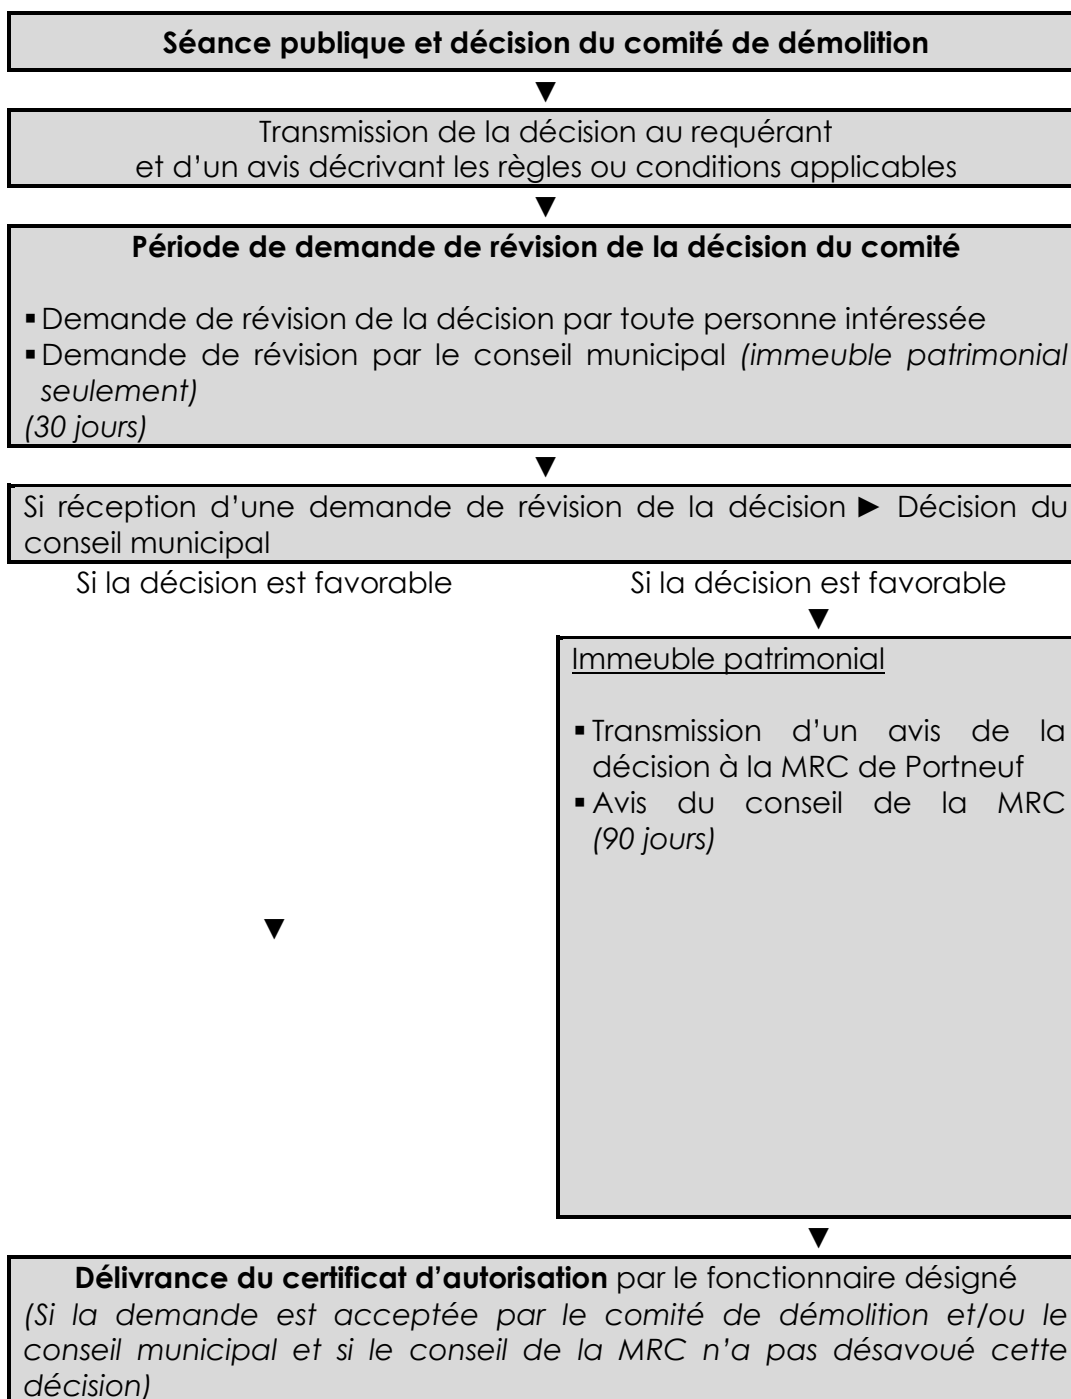 Séance publique et décision du comité de démolition
▼
Transmission de la décision au requérant
et d’un avis décrivant les règles ou conditions applicables
▼
Période de demande de révision de la décision du comité
▪ Demande de révision de la décision par toute personne intéressée
▪ Demande de révision par le conseil municipal (immeuble patrimonial
seulement)
(30 jours)
▼
Si réception d’une demande de révision de la décision ► Décision du
conseil municipal
Si la décision est favorable
▼
Si la décision est favorable
▼
Immeuble patrimonial
▪ Transmission d’un avis de la
décision à la MRC de Portneuf
▪ Avis du conseil de la MRC
(90 jours)
▼
Délivrance du certificat d’autorisation par le fonctionnaire désigné
(Si la demande est acceptée par le comité de démolition et/ou le
conseil municipal et si le conseil de la MRC n’a pas désavoué cette
décision)